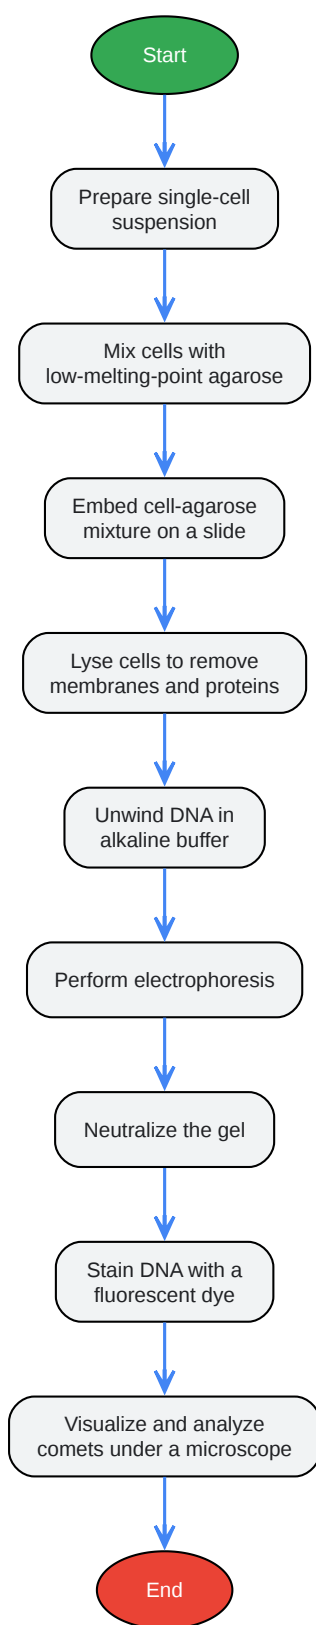 Start
Prepare single-cell
suspension
Mix cells with
low-melting-point agarose
Embed cell-agarose
mixture on a slide
Lyse cells to remove
membranes and proteins
Unwind DNA in
alkaline buffer
Perform electrophoresis
Neutralize the gel
Stain DNA with a
fluorescent dye
Visualize and analyze
comets under a microscope
End